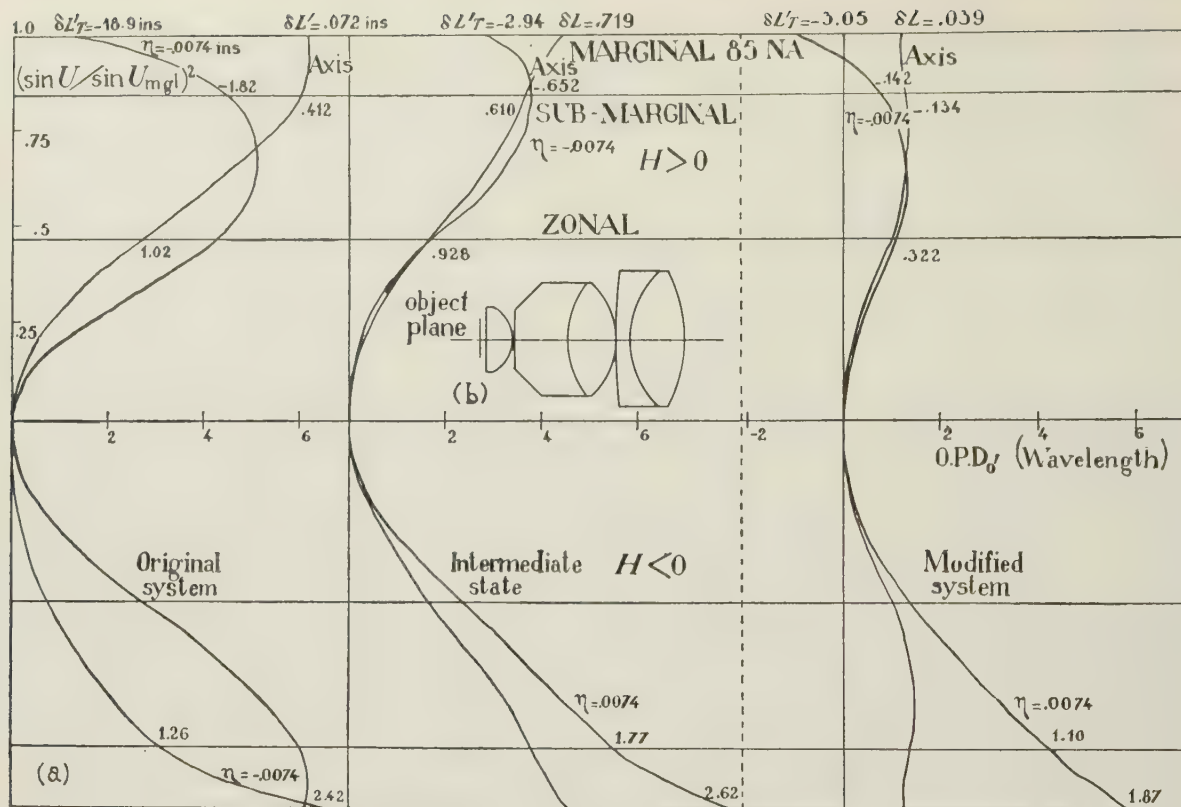 1.0 δL'T=-18.9 ins δL'=.072 ins δL'T=-2.94 δL=.719 δL'T=-3.05 δL=.039
η=-.0074 ins Axis Axis MARGINAL 85 NA Axis
(sin U/sin Umgl)² -1.82 -.652 -.142
.412 .610 SUB-MARGINAL η=-.0074 -.134
.75 η=-.0074 H>0
.5 ZONAL
1.02 .928 .322
.25 object
plane
(b)
2 4 6 2 4 6 -2 2 4 6
O.P.D₀' (Wavelength)
Original
system
Intermediate
state
H<0
Modified
system
η=.0074 η=.0074
1.26 1.77 1.10
(a) η=-.0074
2.42 2.62 1.87